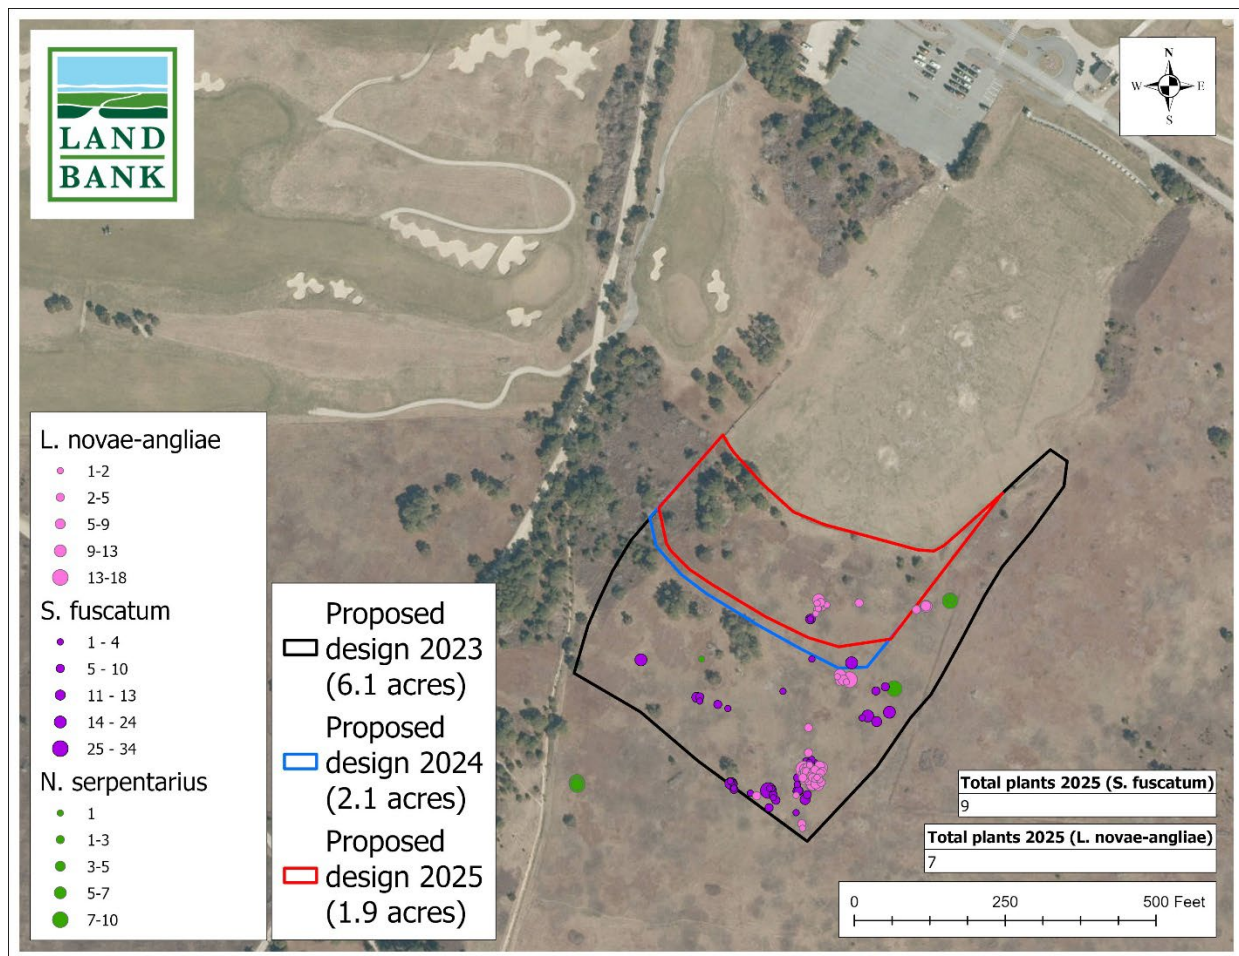 LAND
BANK
N
W E
S
L. novae-angliae
1-2
2-5
5-9
9-13
13-18
S. fuscatum
1 - 4
5 - 10
11 - 13
14 - 24
25 - 34
N. serpentarius
1
1-3
3-5
5-7
7-10
Proposed
design 2023
(6.1 acres)
Proposed
design 2024
(2.1 acres)
Proposed
design 2025
(1.9 acres)
Total plants 2025 (S. fuscatum)
9
Total plants 2025 (L. novae-angliae)
7
0 250 500 Feet